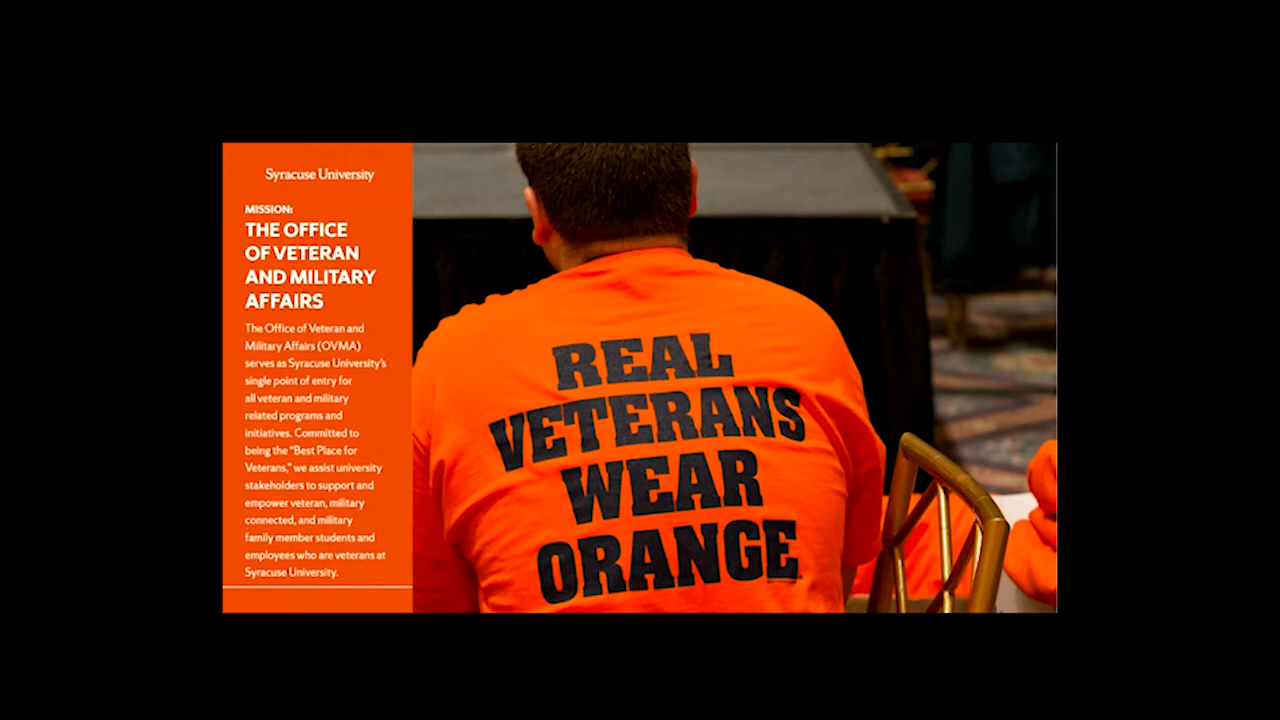 Syracuse University
MISSION:
THE OFFICE
OF VETERAN
AND MILITARY
AFFAIRS
The Office of Veteran and
Military Affairs (OVMA)
serves as Syracuse University's
single point of entry for
all veteran and military
related programs and
initiatives. Committed to
being the "Best Place for
Veterans," we assist university
stakeholders to support and
empower veteran, military
connected, and military
family member students and
employees who are veterans at
Syracuse University.
REAL
VETERANS
WEAR
ORANGE